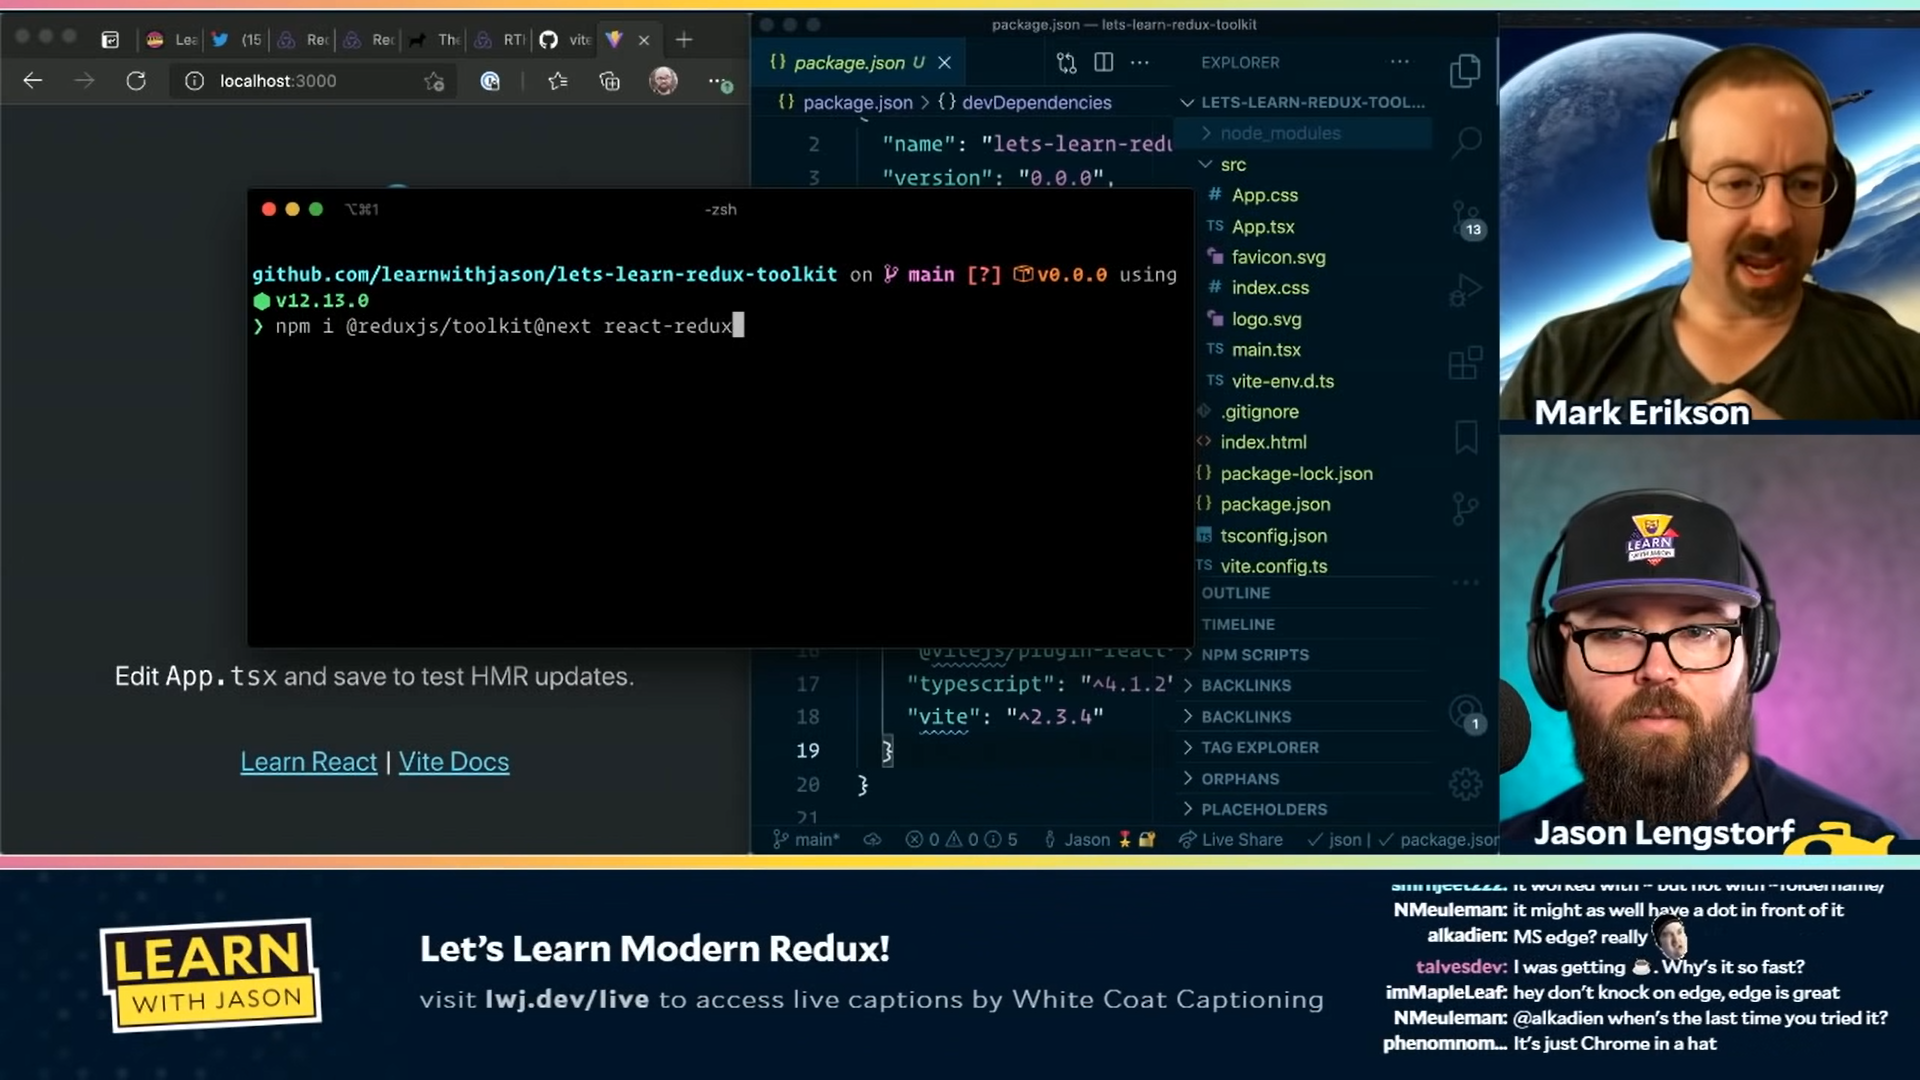 Lea
(15
Red
Rec
The
RTI
vite
localhost:3000
package.json — lets-learn-redux-toolkit
package.json U
package.json > {} devDependencies
2 "name": "lets-learn-redu
3 "version": "0.0.0",
EXPLORER
LETS-LEARN-REDUX-TOOL...
node_modules
src
App.css
App.tsx
favicon.svg
index.css
logo.svg
main.tsx
vite-env.d.ts
.gitignore
index.html
package-lock.json
package.json
tsconfig.json
vite.config.ts
OUTLINE
TIMELINE
NPM SCRIPTS
BACKLINKS
BACKLINKS
TAG EXPLORER
ORPHANS
PLACEHOLDERS
13
1
⌥⌘1
-zsh
github.com/learnwithjason/lets-learn-redux-toolkit on main [?] v0.0.0 using
v12.13.0
❯ npm i @reduxjs/toolkit@next react-redux
Edit App.tsx and save to test HMR updates.
Learn React | Vite Docs
16 @vitejs/plugin-react-
17 "typescript": "^4.1.2"
18 "vite": "^2.3.4"
19 }
20 }
21
main*
0 0 5
Jason
Live Share
json
package.json
Mark Erikson
LEARN
WITH JASON
Jason Lengstorf
LEARN
WITH JASON
Let's Learn Modern Redux!
visit lwj.dev/live to access live captions by White Coat Captioning
it worked with ~ but not with ~foldername/
NMeuleman: it might as well have a dot in front of it
alkadien: MS edge? really
talvesdev: I was getting ☕. Why's it so fast?
imMapleLeaf: hey don't knock on edge, edge is great
NMeuleman: @alkadien when's the last time you tried it?
phenomnom... It's just Chrome in a hat